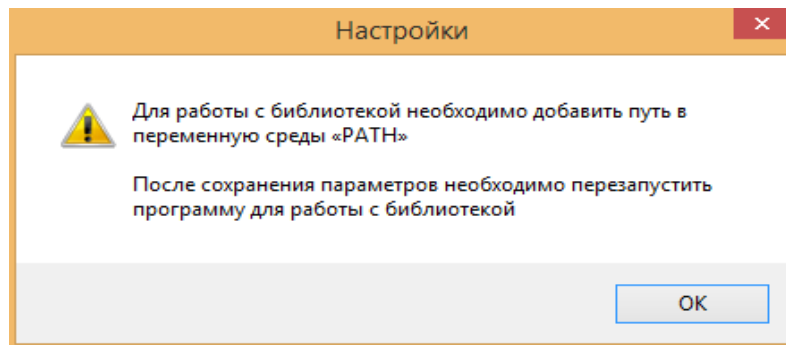 Настройки
Для работы с библиотекой необходимо добавить путь в
переменную среды «PATH»
После сохранения параметров необходимо перезапустить
программу для работы с библиотекой
OK